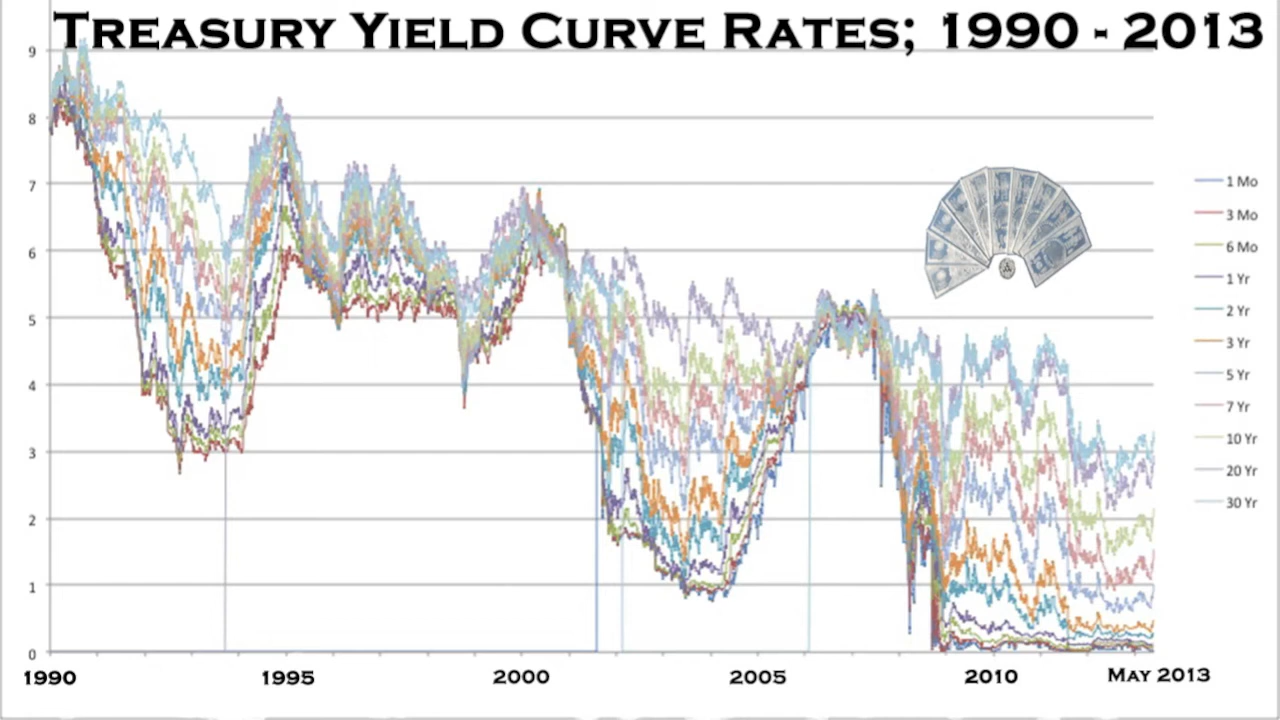 TREASURY YIELD CURVE RATES; 1990 - 2013
9
8
7
6
5
4
3
2
1
0
1990 1995 2000 2005 2010 MAY 2013
1 Mo
3 Mo
6 Mo
1 Yr
2 Yr
3 Yr
5 Yr
7 Yr
10 Yr
20 Yr
30 Yr